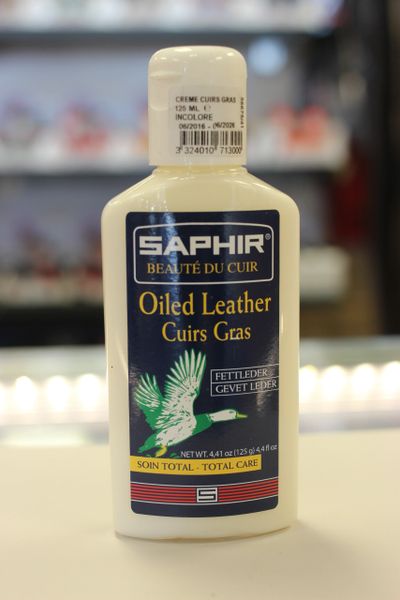 CREME CUIRS GRAS
125 ML ℮
INCOLORE
06/2016 - 06/2026
3 324010 713000
SAPHIR®
BEAUTÉ DU CUIR
Oiled Leather
Cuirs Gras
FETTLEDER
GEVET LEDER
NET WT. 4,41 oz (125 g) 4,4 fl oz
SOIN TOTAL - TOTAL CARE
S